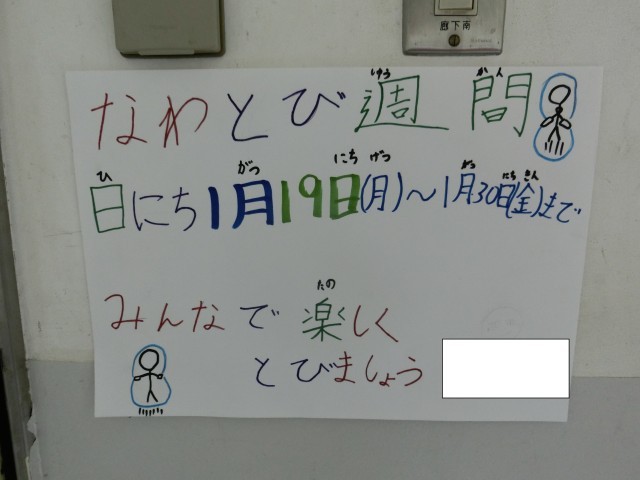 廊下南
なわとび週間
日にち1月19日(月)～1月30日(金)まで
みんなで楽しく
とびましょう